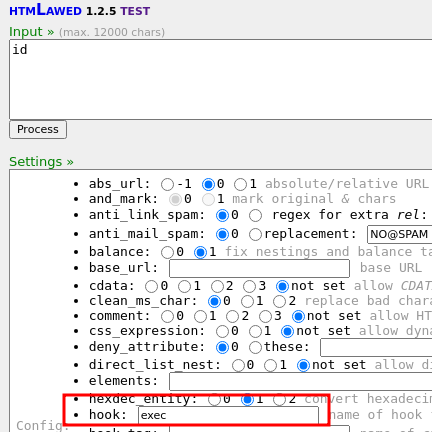 HTMLAWED 1.2.5 TEST
Input » (max. 12000 chars)
id
Process
Settings »
abs_url: -1 0 1 absolute/relative URL
and_mark: 0 1 mark original & chars
anti_link_spam: 0 regex for extra rel:
anti_mail_spam: 0 replacement: NO@SPAM
balance: 0 1 fix nestings and balance ta
base_url: base URL
cdata: 0 1 2 3 not set allow CDAT
clean_ms_char: 0 1 2 replace bad chara
comment: 0 1 2 3 not set allow HT
css_expression: 0 1 not set allow dyna
deny_attribute: 0 these:
direct_list_nest: 0 1 not set allow di
elements:
hexdec_entity: 0 1 2 convert hexadecim
Config: hook: exec name of hook